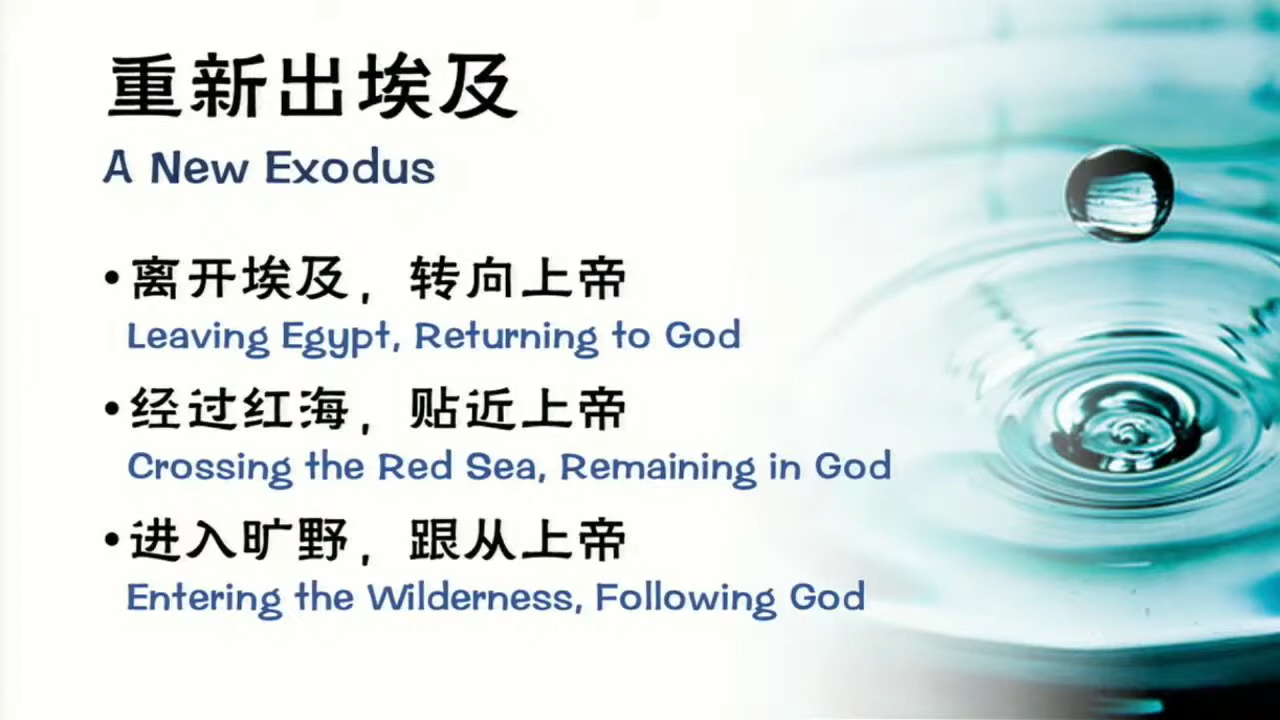 重新出埃及
A New Exodus
•离开埃及，转向上帝
Leaving Egypt, Returning to God
•经过红海，贴近上帝
Crossing the Red Sea, Remaining in God
•进入旷野，跟从上帝
Entering the Wilderness, Following God